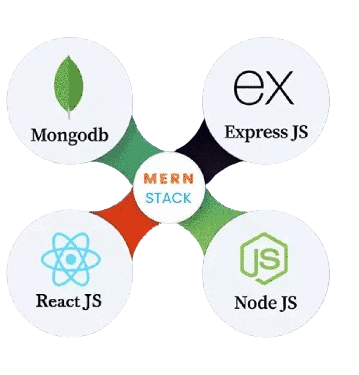 ex
Mongodb
Express JS
MERN
STACK
JS
React JS
Node JS